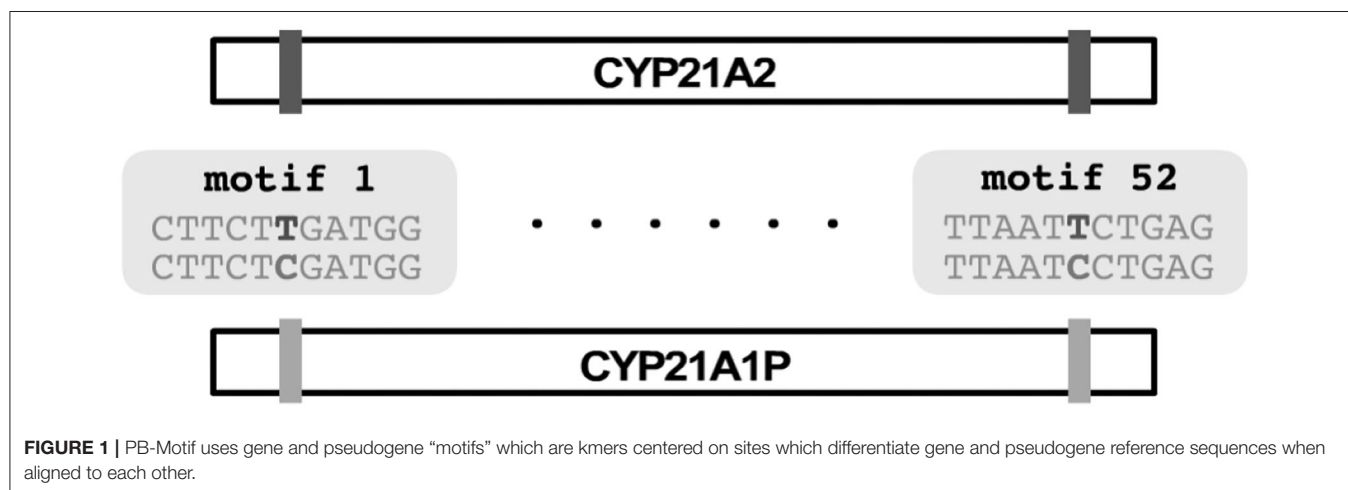 CYP21A2
motif 1
CTTCTTGATGG
CTTCTCGATGG
. . . . . .
motif 52
TTAATTCTGAG
TTAATCCTGAG
CYP21A1P
FIGURE 1 | PB-Motif uses gene and pseudogene “motifs” which are kmers centered on sites which differentiate gene and pseudogene reference sequences when
aligned to each other.